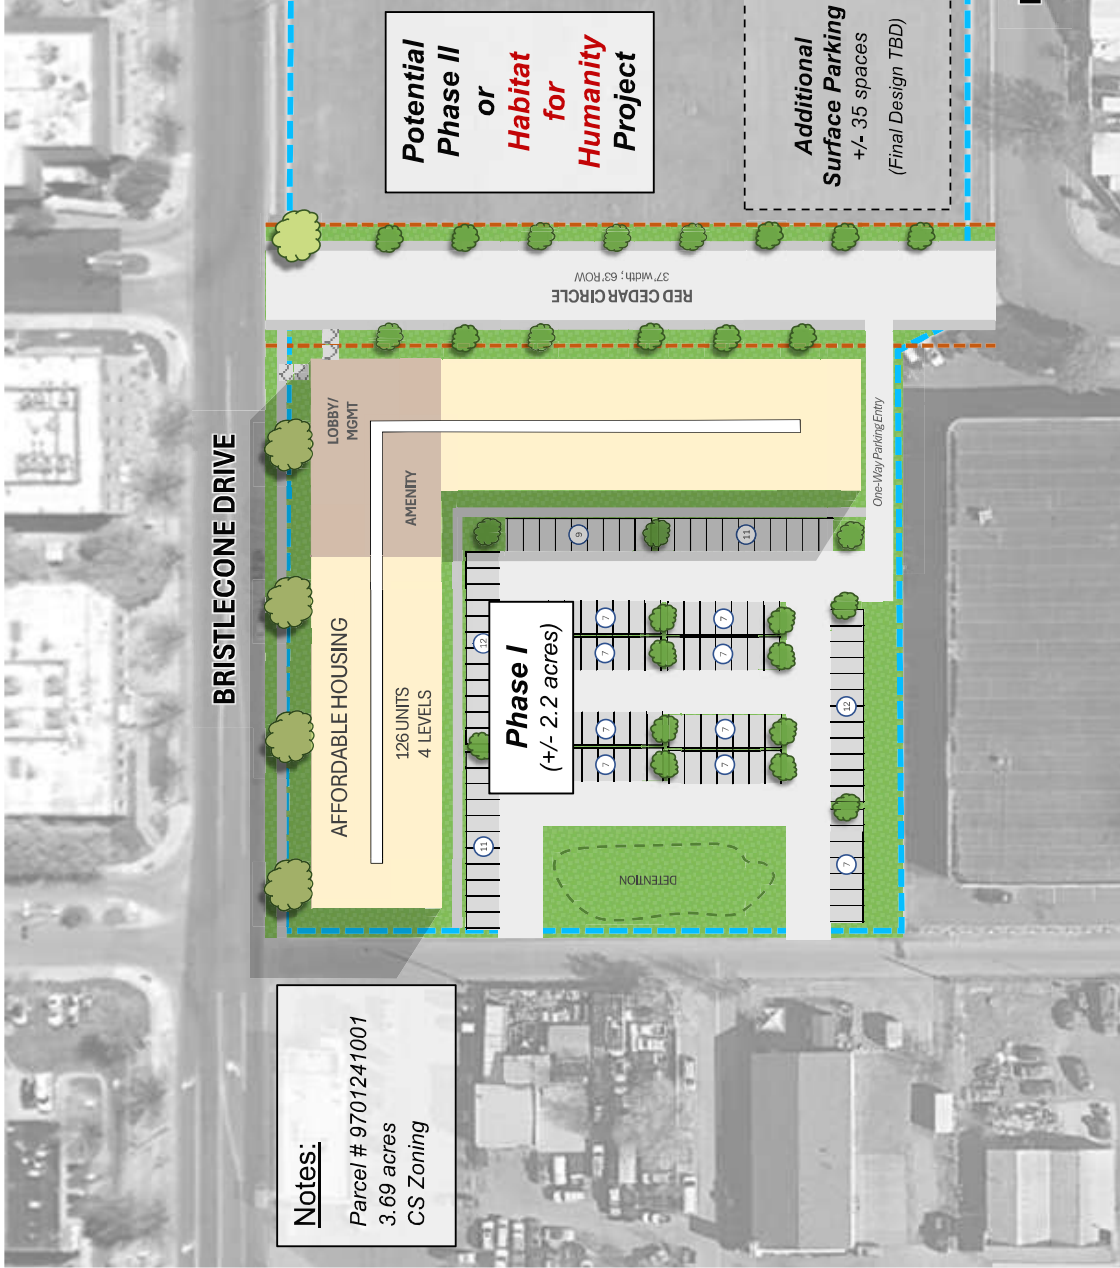 Potential
Phase II
or
Habitat
for
Humanity
Project
Additional
Surface Parking
+/- 35 spaces
(Final Design TBD)
37' width; 63' ROW
RED CEDAR CIRCLE
BRISTLECONE DRIVE
LOBBY/
MGMT
AMENITY
AFFORDABLE HOUSING
126 UNITS
4 LEVELS
One-Way Parking Entry
9
11
12
11
7
7
7
7
7
7
7
7
12
7
Phase I
(+/- 2.2 acres)
DETENTION
Notes:
Parcel # 9701241001
3.69 acres
CS Zoning